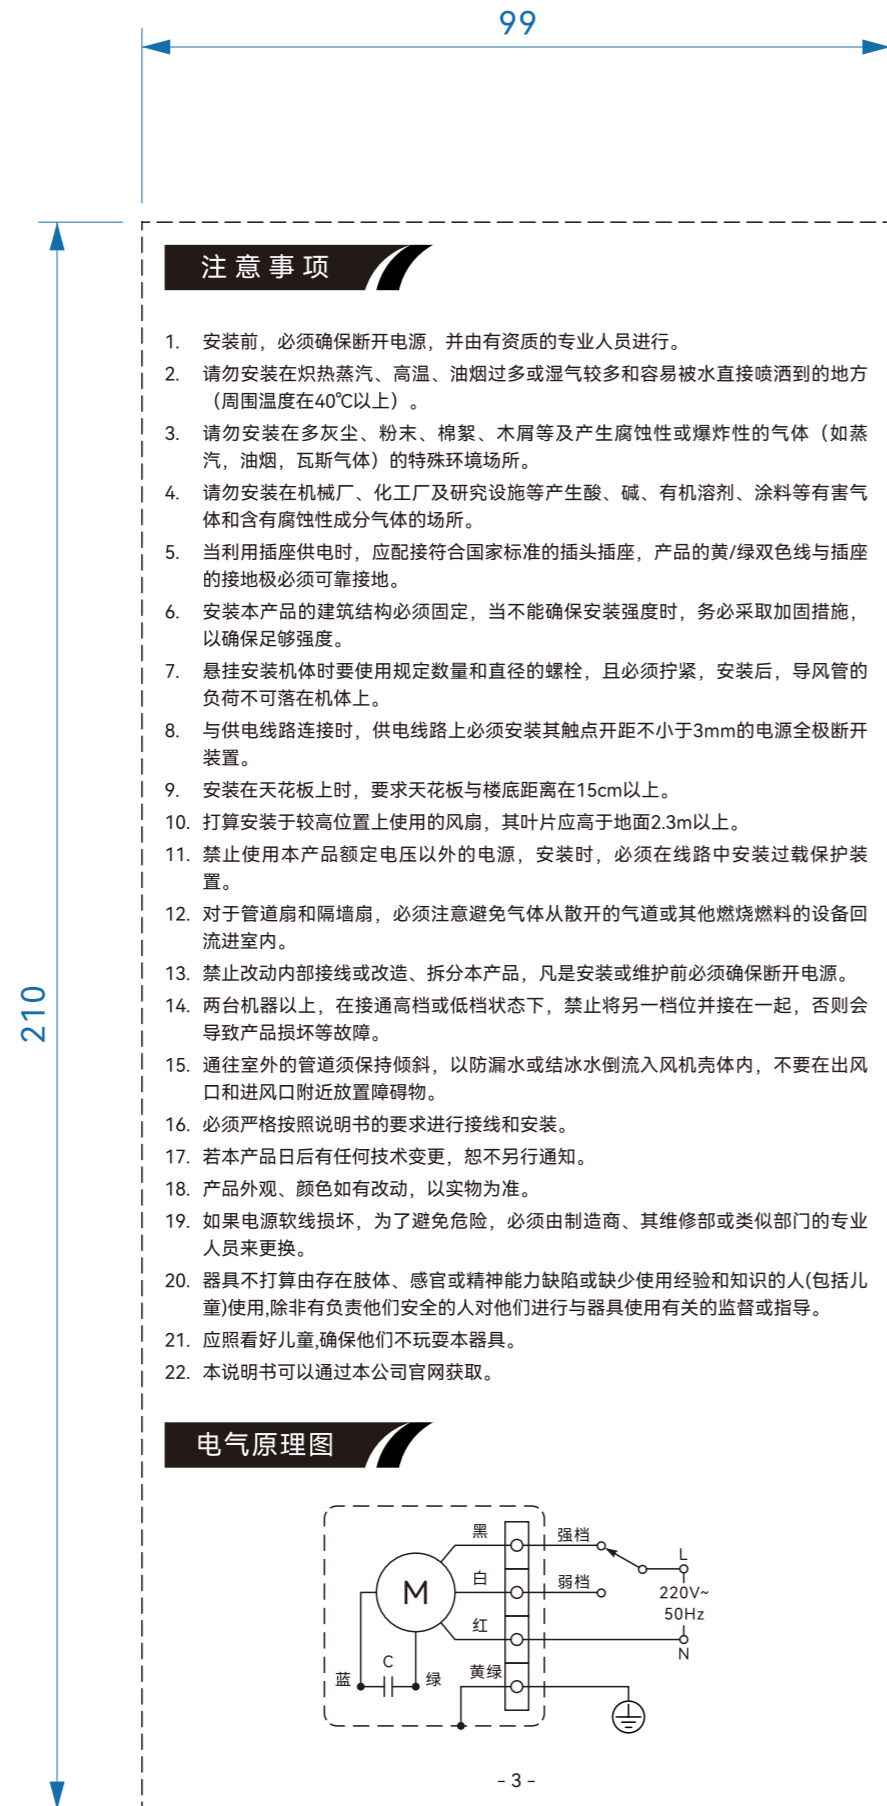 99
210
注意事项
1. 安装前，必须确保断开电源，并由有资质的专业人员进行。
2. 请勿安装在炽热蒸汽、高温、油烟过多或湿气较多和容易被水直接喷洒到的地方
（周围温度在40℃以上）。
3. 请勿安装在多灰尘、粉末、棉絮、木屑等及产生腐蚀性或爆炸性的气体（如蒸
汽，油烟，瓦斯气体）的特殊环境场所。
4. 请勿安装在机械厂、化工厂及研究设施等产生酸、碱、有机溶剂、涂料等有害气
体和含有腐蚀性成分气体的场所。
5. 当利用插座供电时，应配接符合国家标准的插头插座，产品的黄/绿双色线与插座
的接地极必须可靠接地。
6. 安装本产品的建筑结构必须固定，当不能确保安装强度时，务必采取加固措施，
以确保足够强度。
7. 悬挂安装机体时要使用规定数量和直径的螺栓，且必须拧紧，安装后，导风管的
负荷不可落在机体上。
8. 与供电线路连接时，供电线路上必须安装其触点开距不小于3mm的电源全极断开
装置。
9. 安装在天花板上时，要求天花板与楼底距离在15cm以上。
10. 打算安装于较高位置上使用的风扇，其叶片应高于地面2.3m以上。
11. 禁止使用本产品额定电压以外的电源，安装时，必须在线路中安装过载保护装
置。
12. 对于管道扇和隔墙扇，必须注意避免气体从散开的气道或其他燃烧燃料的设备回
流进室内。
13. 禁止改动内部接线或改造、拆分本产品，凡是安装或维护前必须确保断开电源。
14. 两台机器以上，在接通高档或低档状态下，禁止将另一档位并接在一起，否则会
导致产品损坏等故障。
15. 通往室外的管道须保持倾斜，以防漏水或结冰水倒流入风机壳体内，不要在出风
口和进风口附近放置障碍物。
16. 必须严格按照说明书的要求进行接线和安装。
17. 若本产品日后有任何技术变更，恕不另行通知。
18. 产品外观、颜色如有改动，以实物为准。
19. 如果电源软线损坏，为了避免危险，必须由制造商、其维修部或类似部门的专业
人员来更换。
20. 器具不打算由存在肢体、感官或精神能力缺陷或缺少使用经验和知识的人(包括儿
童)使用,除非有负责他们安全的人对他们进行与器具使用有关的监督或指导。
21. 应照看好儿童,确保他们不玩耍本器具。
22. 本说明书可以通过本公司官网获取。
电气原理图
黑 强档
L
M 白 弱档
220V~
50Hz
红
N
C
蓝 绿 黄绿
- 3 -